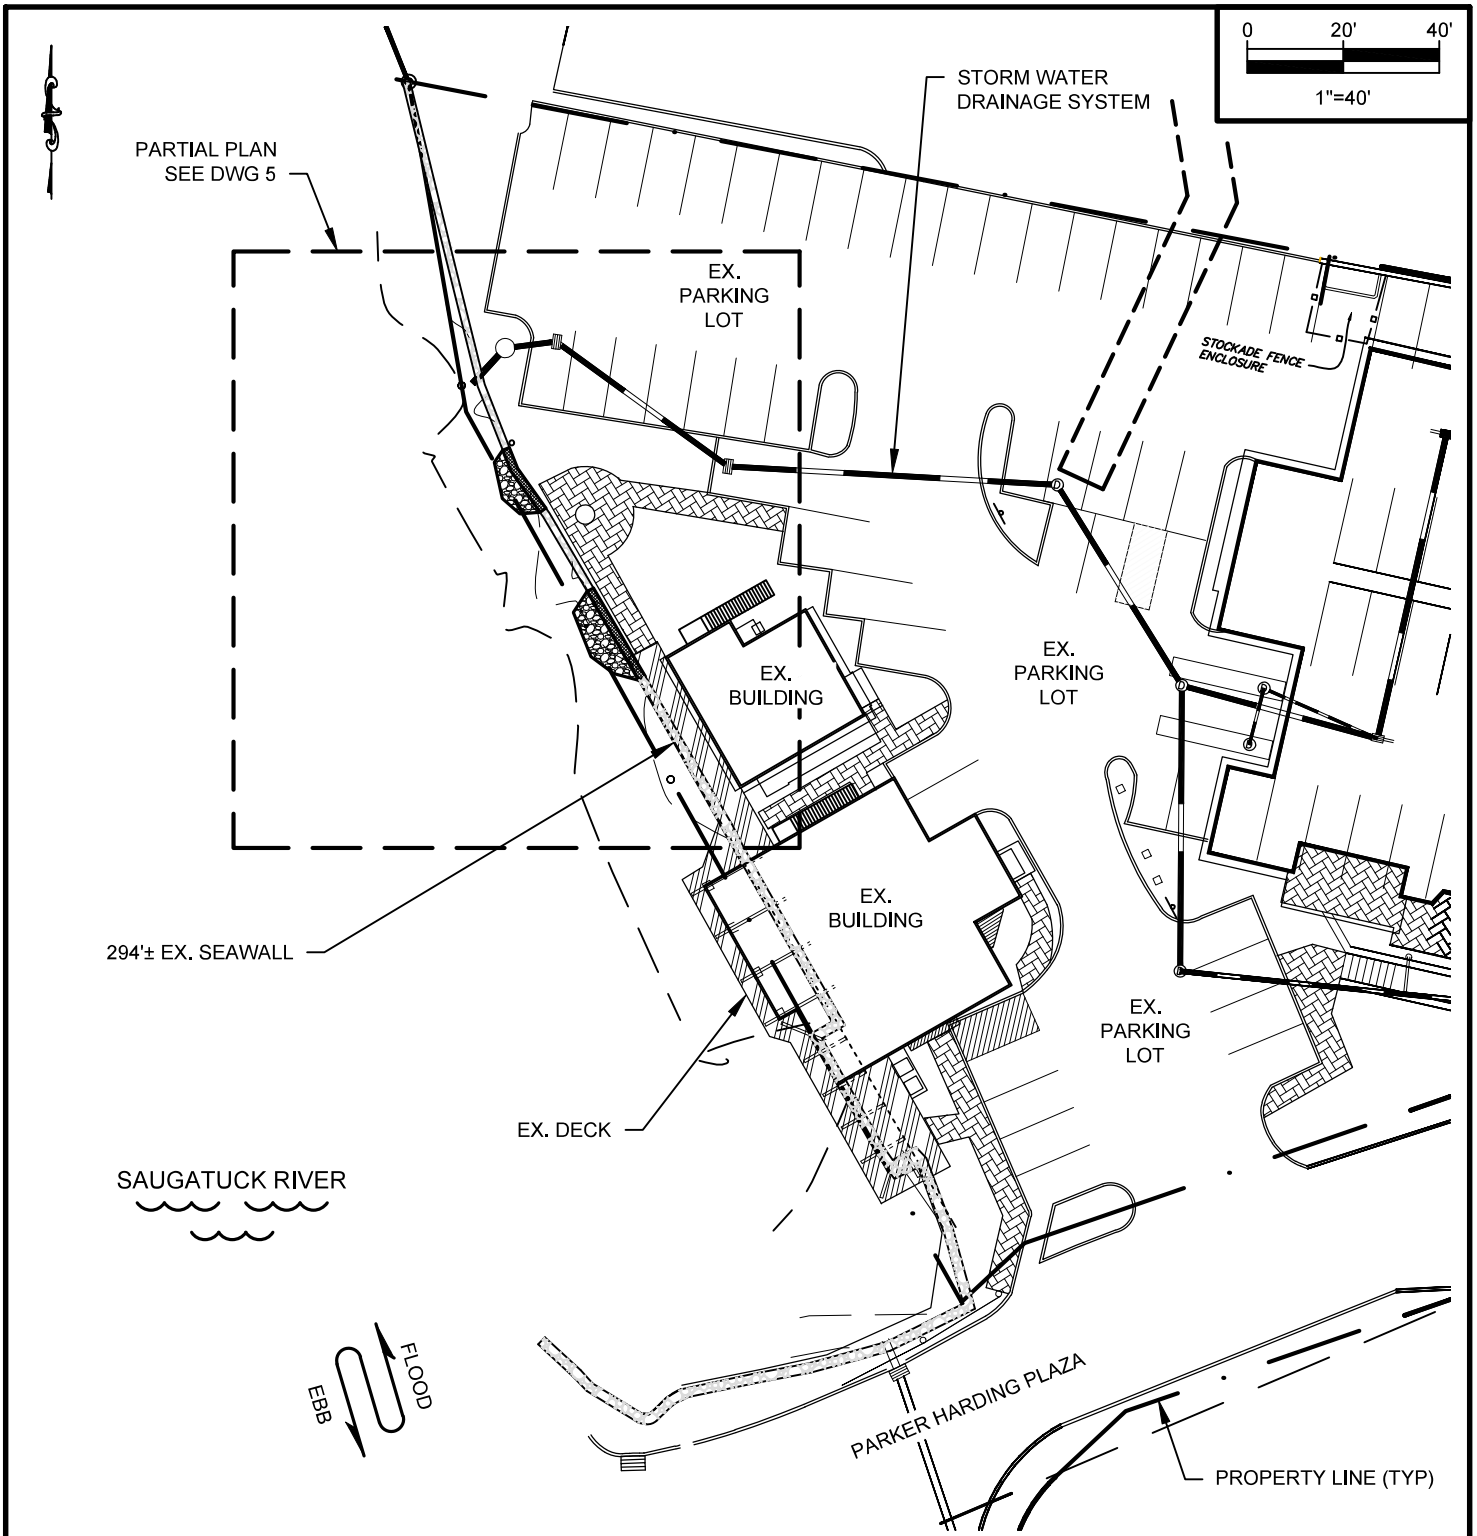 0 20' 40'
1"=40'
STORM WATER
DRAINAGE SYSTEM
PARTIAL PLAN
SEE DWG 5
EX.
PARKING
LOT
STOCKADE FENCE
ENCLOSURE
D
EX.
PARKING
LOT
EX.
BUILDING
D
D
D
EX.
BUILDING
294'± EX. SEAWALL
D
EX.
PARKING
LOT
EX. DECK
SAUGATUCK RIVER
FLOOD
EBB
PARKER HARDING PLAZA
PROPERTY LINE (TYP)